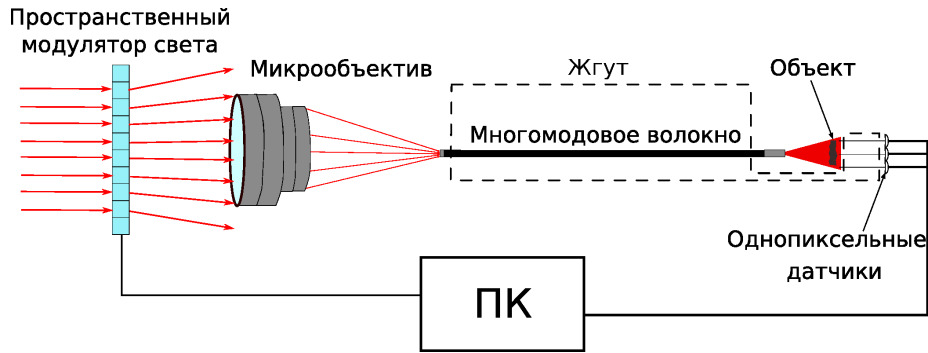 Пространственный
модулятор света
Микрообъектив
Жгут
Объект
Многомодовое волокно
Однопиксельные
датчики
ПК